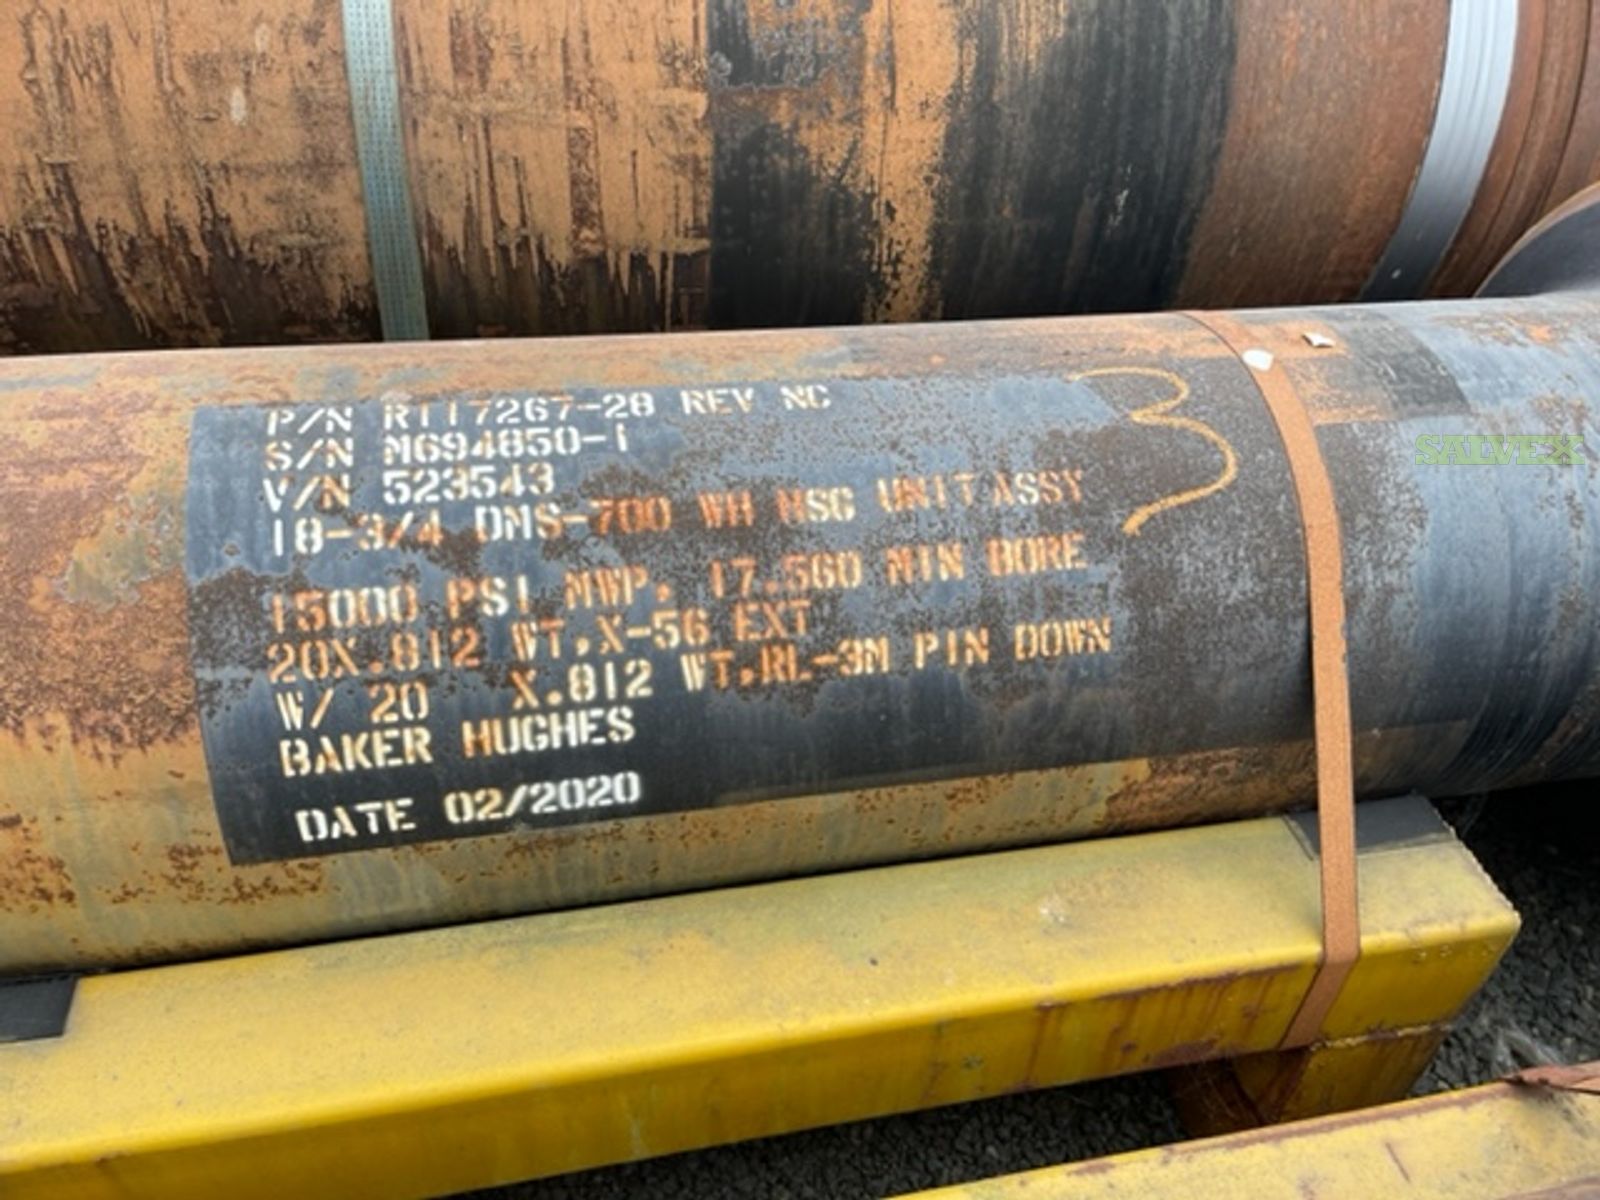 P/N R117267-28 REV NC
S/N M694850-1
V/N 523543
18-3/4 DMS-700 WH HSG UNIT ASSY
15000 PSI MWP. 17.560 MIN BORE
20X.812 WT,X-56 EXT
W/ 20 X.812 WT,RL-3M PIN DOWN
BAKER HUGHES
DATE 02/2020
3
SALVEX